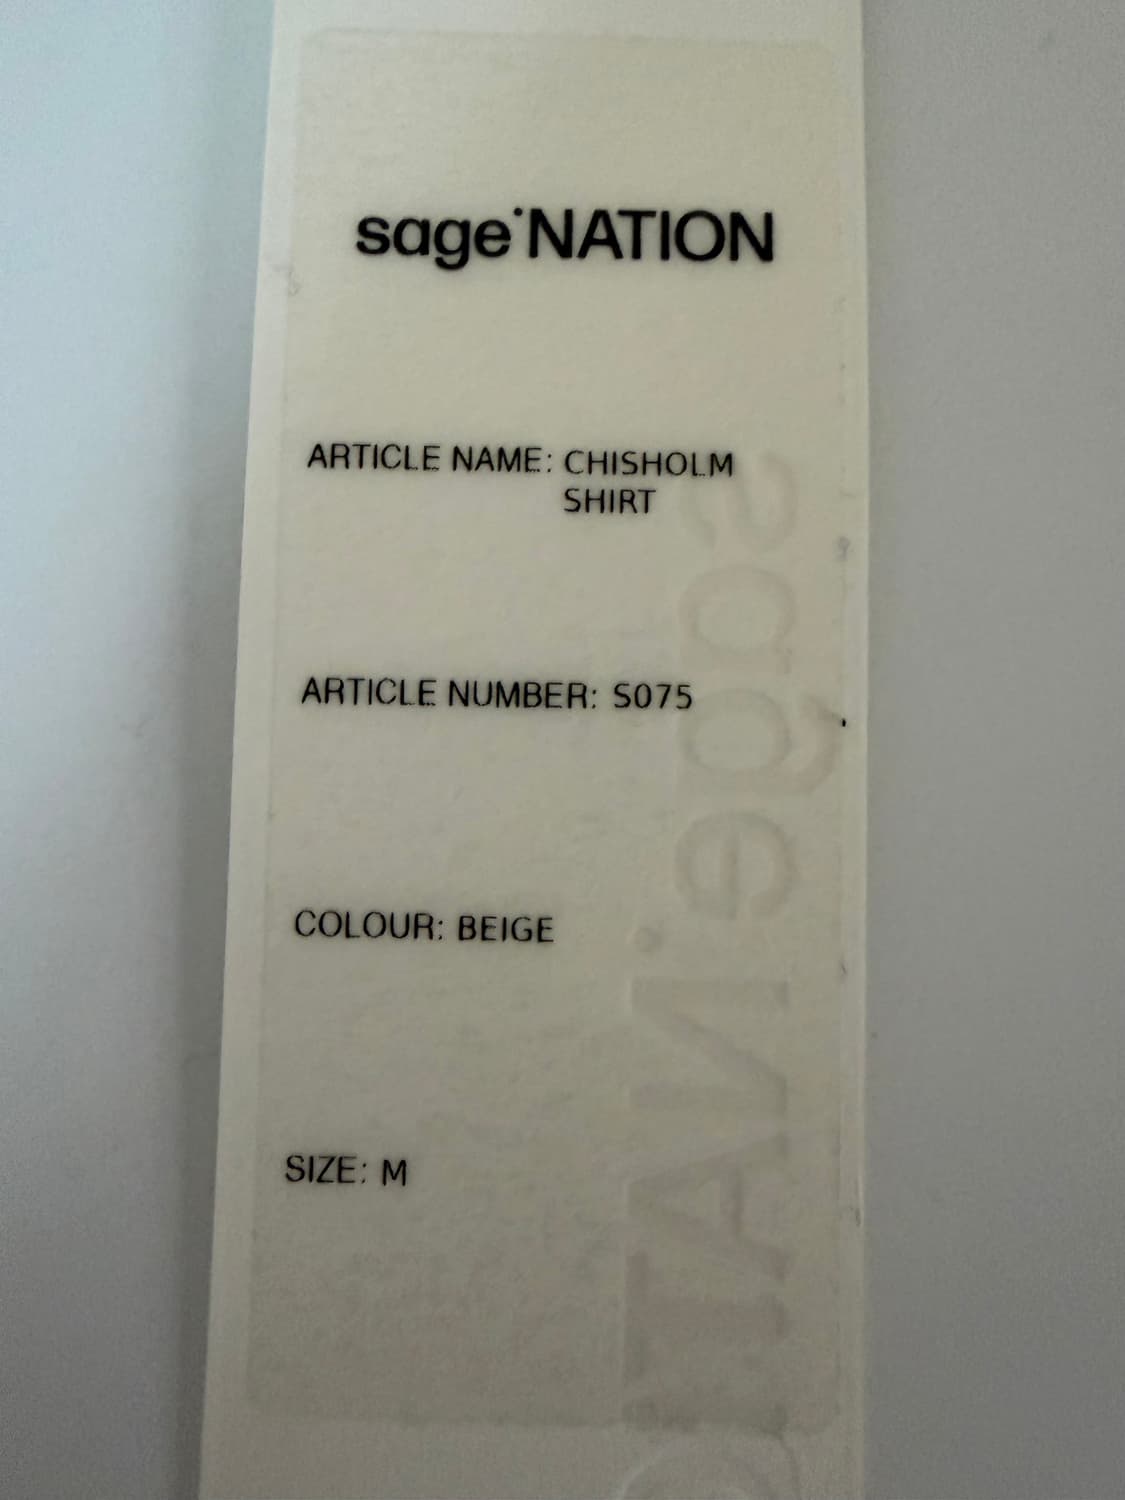 sage˙NATION
ARTICLE NAME: CHISHOLM
SHIRT
ARTICLE NUMBER: S075
COLOUR: BEIGE
SIZE: M